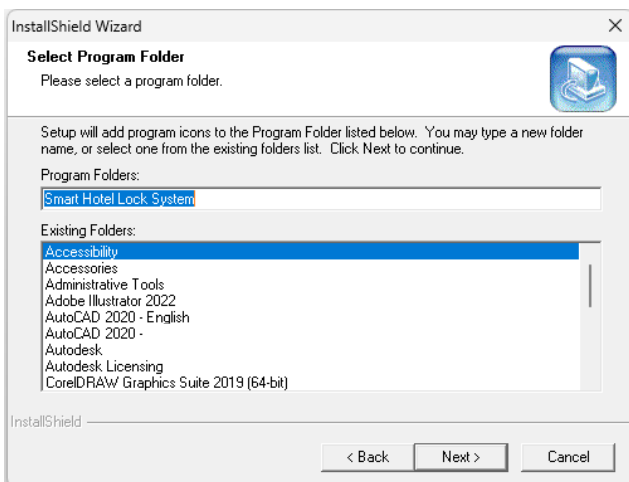 InstallShield Wizard
Select Program Folder
Please select a program folder.
Setup will add program icons to the Program Folder listed below.  You may type a new folder
name, or select one from the existing folders list.  Click Next to continue.
Program Folders:
Smart Hotel Lock System
Existing Folders:
Accessibility
Accessories
Administrative Tools
Adobe Illustrator 2022
AutoCAD 2020 - English
AutoCAD 2020 -
Autodesk
Autodesk Licensing
CorelDRAW Graphics Suite 2019 (64-bit)
InstallShield
< Back
Next >
Cancel